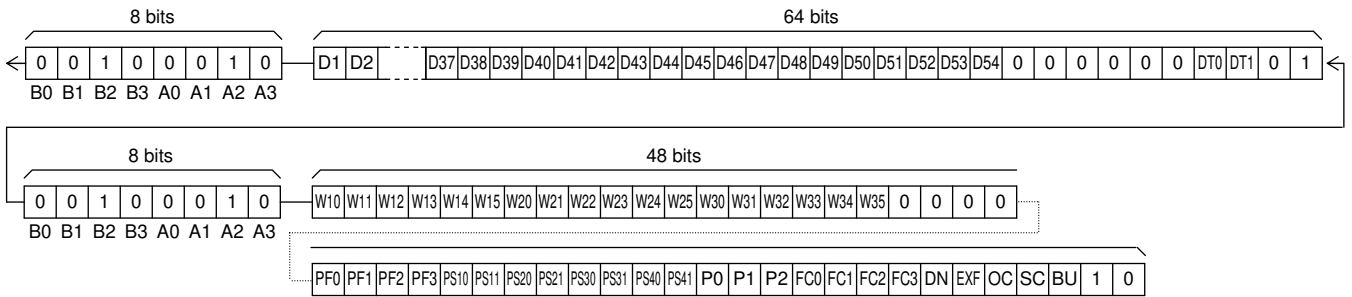 8 bits 64 bits
0 0 1 0 0 0 1 0 D1 D2 D37 D38 D39 D40 D41 D42 D43 D44 D45 D46 D47 D48 D49 D50 D51 D52 D53 D54 0 0 0 0 0 0 DT0 DT1 0 1
B0 B1 B2 B3 A0 A1 A2 A3
8 bits 48 bits
0 0 1 0 0 0 1 0 W10 W11 W12 W13 W14 W15 W20 W21 W22 W23 W24 W25 W30 W31 W32 W33 W34 W35 0 0 0 0
B0 B1 B2 B3 A0 A1 A2 A3
PF0 PF1 PF2 PF3 PS10 PS11 PS20 PS21 PS30 PS31 PS40 PS41 P0 P1 P2 FC0 FC1 FC2 FC3 DN EXF OC SC BU 1 0